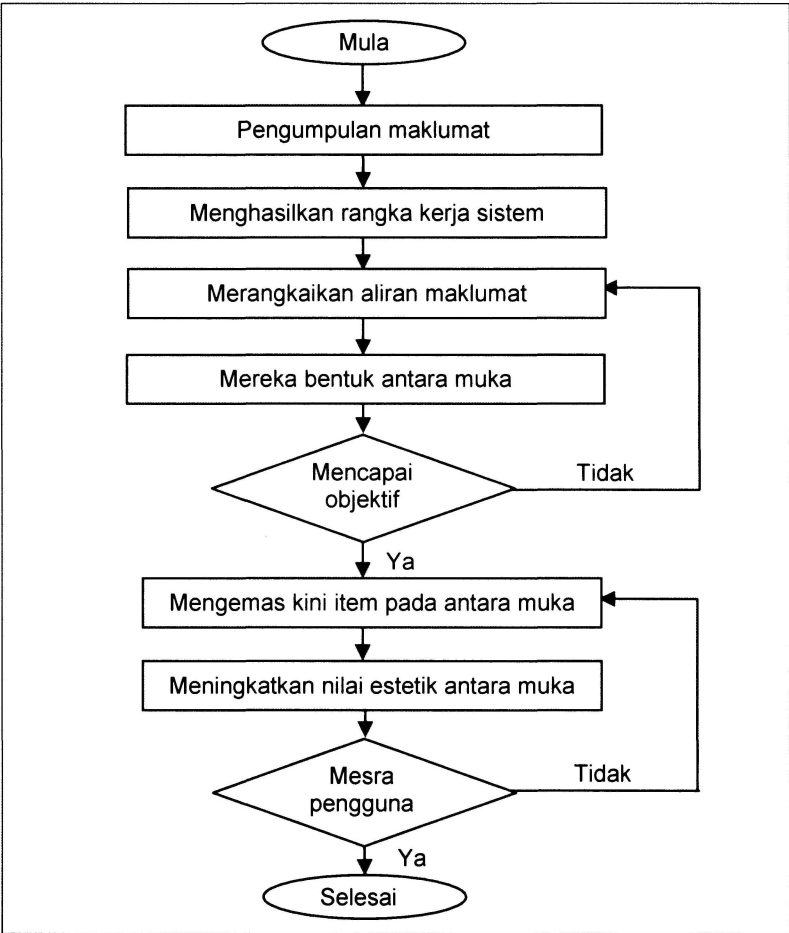 Mula
Pengumpulan maklumat
Menghasilkan rangka kerja sistem
Merangkaikan aliran maklumat
Mereka bentuk antara muka
Mencapai
objektif
Tidak
Ya
Mengemas kini item pada antara muka
Meningkatkan nilai estetik antara muka
Mesra
pengguna
Tidak
Ya
Selesai